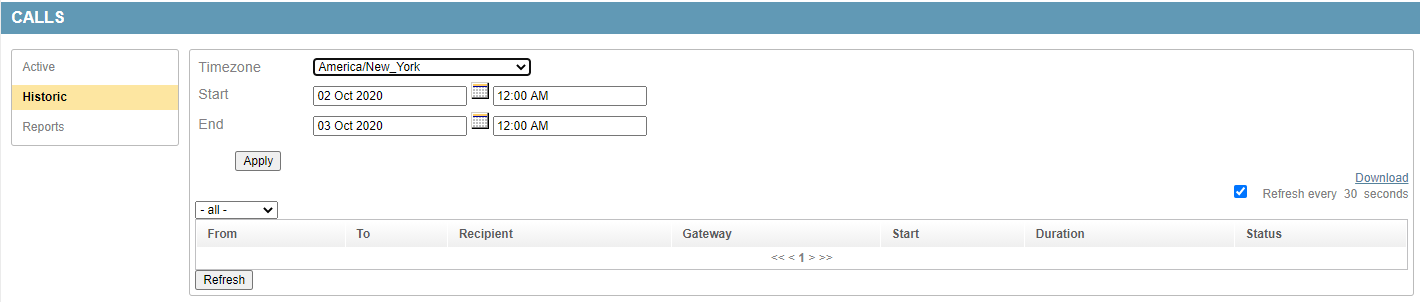 CALLS
Active
Historic
Reports
Timezone America/New_York
Start 02 Oct 2020 12:00 AM
End 03 Oct 2020 12:00 AM
Apply
Download
Refresh every 30 seconds
- all -
From To Recipient Gateway Start Duration Status
<< < 1 > >>
Refresh